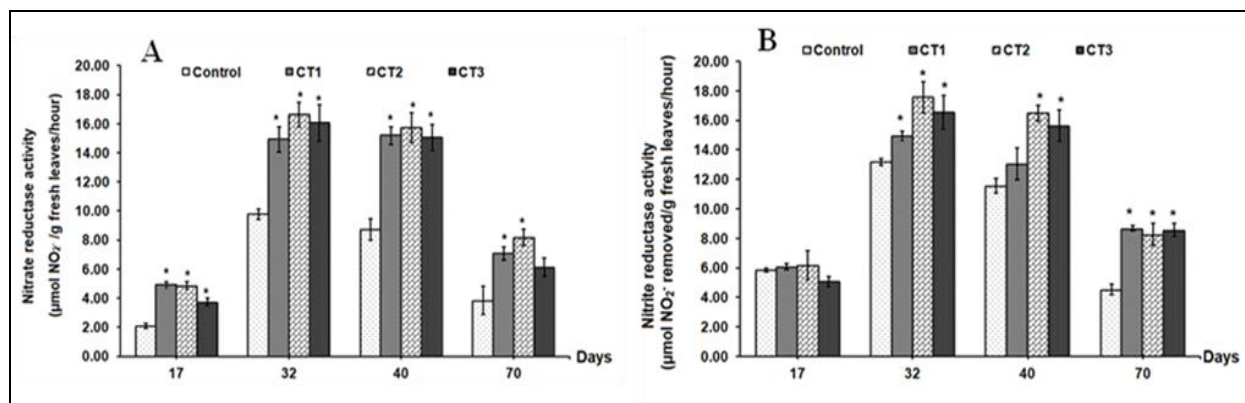 A
Control CT1 CT2 CT3
20.00
18.00
16.00
14.00
12.00
10.00
8.00
6.00
4.00
2.00
0.00
Nitrate reductase activity
(µmol NO₂⁻ /g fresh leaves/hour)
* * * * * * * * * * *
17 32 40 70 Days
B
Control CT1 CT2 CT3
20.00
18.00
16.00
14.00
12.00
10.00
8.00
6.00
4.00
2.00
0.00
Nitrite reductase activity
(µmol NO₂⁻ removed/g fresh leaves/hour)
* * * * * * * *
17 32 40 70 Days